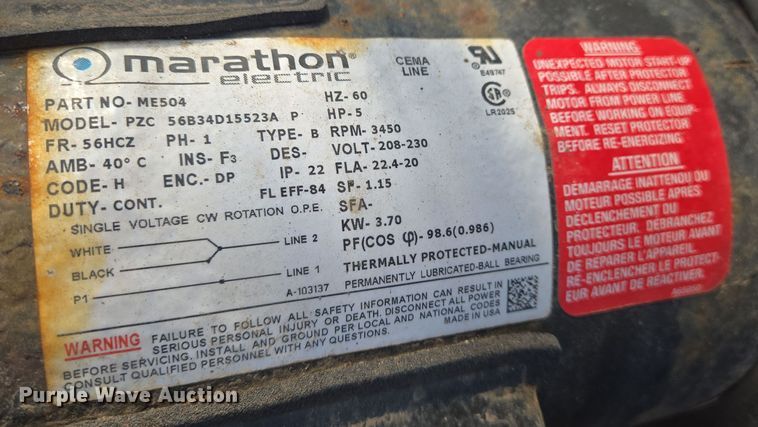 marathon
electric
CEMA
LINE
E49747
LR2025
PART NO- ME504
HZ- 60
MODEL- PZC 56B34D15523A P
HP- 5
FR- 56HCZ PH- 1 TYPE- B RPM- 3450
AMB- 40° C INS- F3 DES- VOLT- 208-230
CODE- H ENC.- DP IP- 22 FLA- 22.4-20
DUTY- CONT. FL EFF-84 SF- 1.15
SINGLE VOLTAGE CW ROTATION O.P.E. SFA-
KW- 3.70
WHITE LINE 2
PF(COS φ)- 98.6(0.986)
BLACK LINE 1
THERMALLY PROTECTED-MANUAL
P1 A-103137 PERMANENTLY LUBRICATED-BALL BEARING
WARNING FAILURE TO FOLLOW ALL SAFETY INFORMATION CAN RESULT IN
SERIOUS PERSONAL INJURY OR DEATH. DISCONNECT ALL POWER
BEFORE SERVICING. INSTALL AND GROUND PER LOCAL AND NATIONAL CODES
CONSULT QUALIFIED PERSONNEL WITH ANY QUESTIONS.
MADE IN USA
WARNING
UNEXPECTED MOTOR START-UP
POSSIBLE AFTER PROTECTOR
TRIPS. ALWAYS DISCONNECT
MOTOR FROM POWER LINE
BEFORE WORKING ON EQUIP-
MENT. RESET PROTECTOR
BEFORE RE-ENERGIZING
ATTENTION
DÉMARRAGE INATTENDU DU
MOTEUR POSSIBLE APRÈS
DÉCLENCHEMENT DU
PROTECTEUR. DÉBRANCHEZ
TOUJOURS LE MOTEUR AVANT
DE RÉPARER L'APPAREIL.
RÉ-ENCLENCHER LE PROTECT-
EUR AVANT DE RÉACTIVER.
Purple Wave Auction